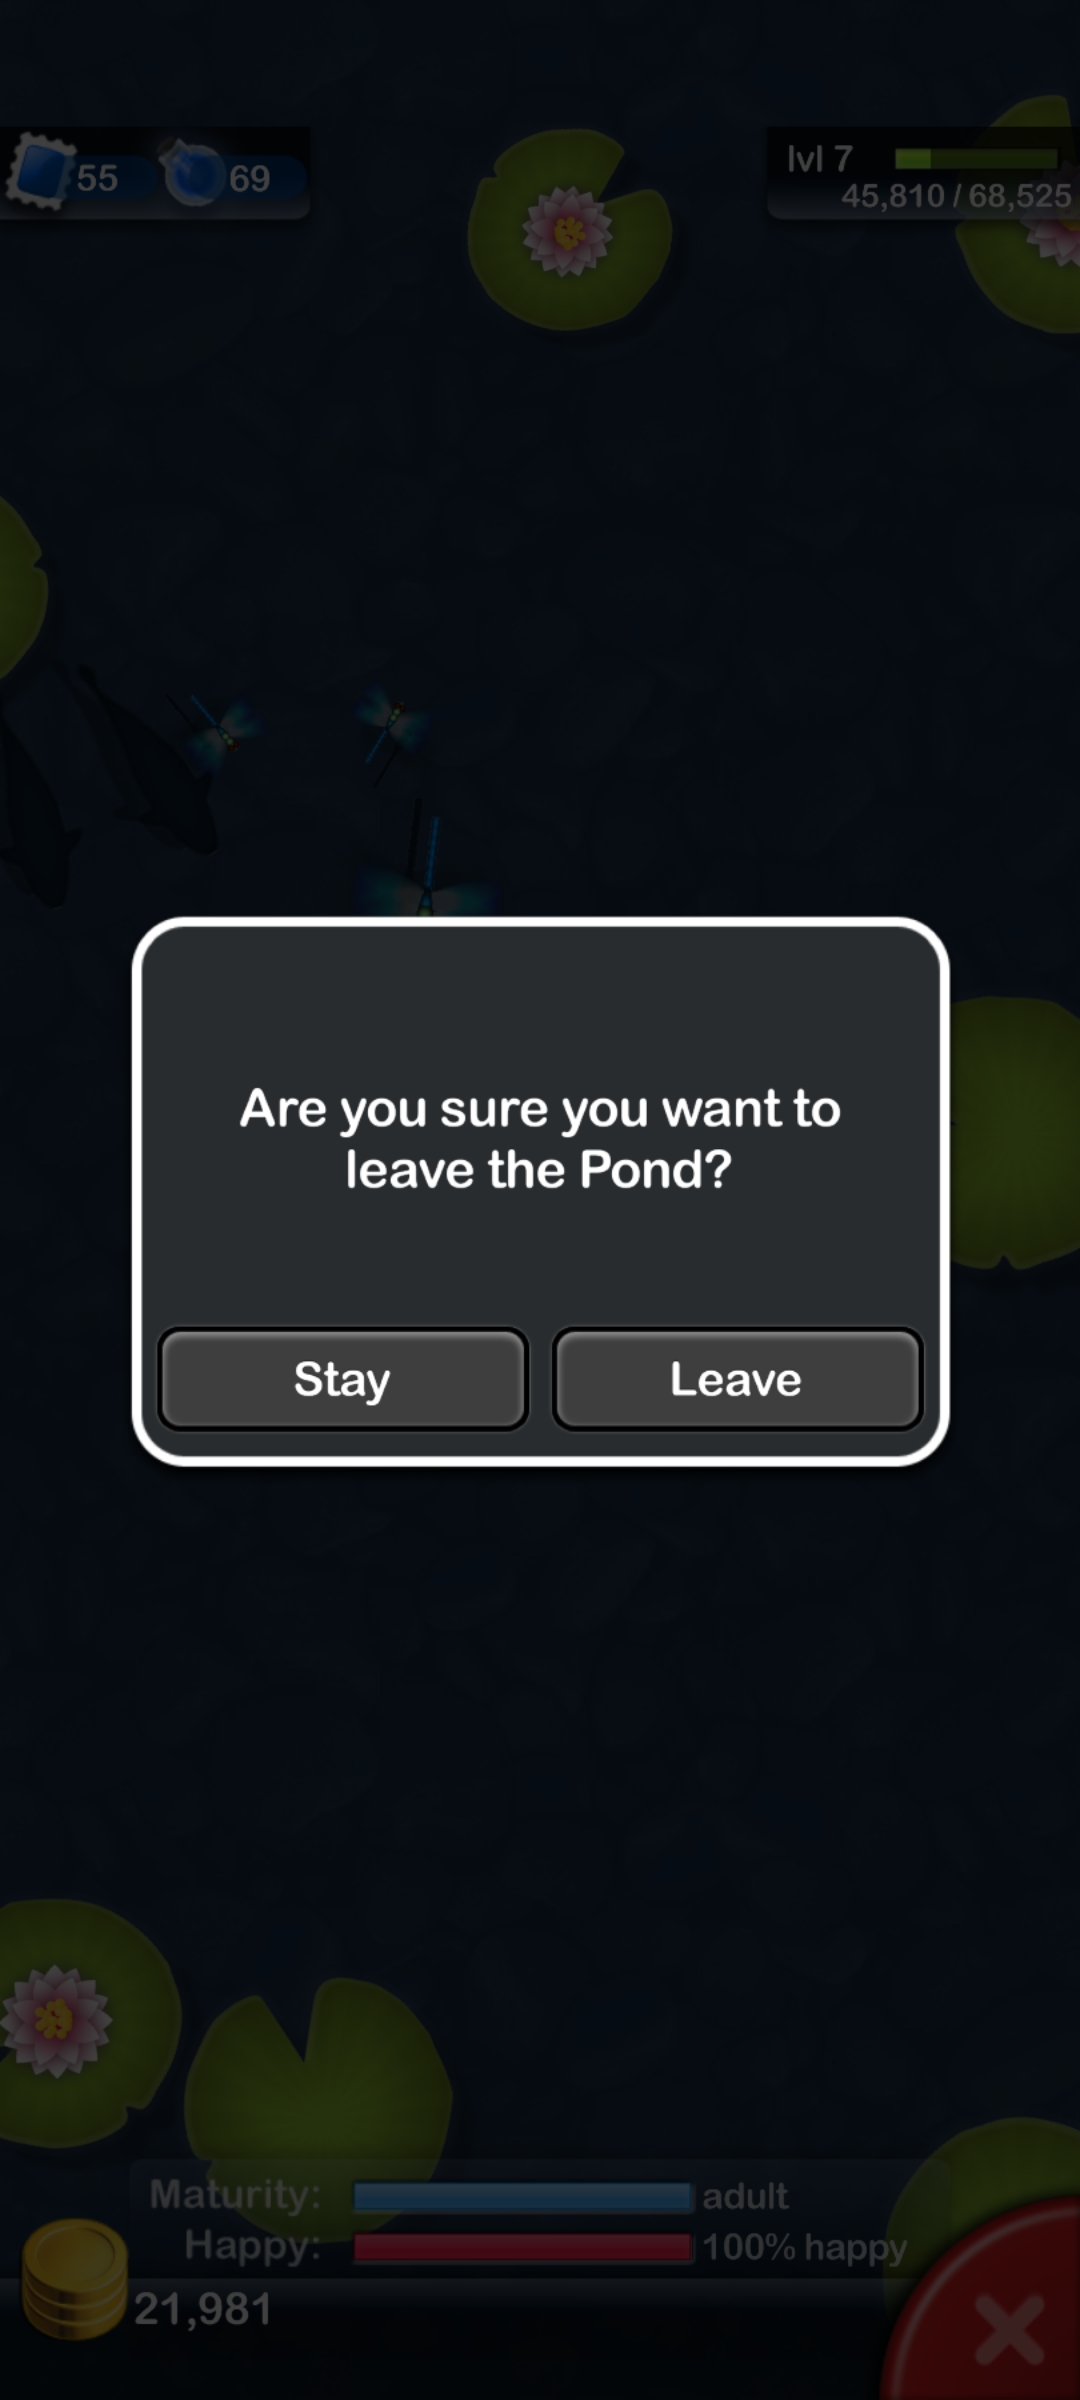 55 69
lvl 7
45,810 / 68,525
Are you sure you want to
leave the Pond?
Stay Leave
Maturity: adult
Happy: 100% happy
21,981